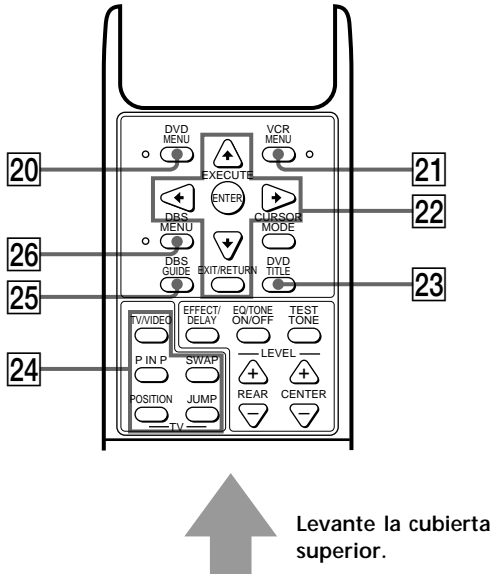 DVD MENU
VCR MENU
20
21
EXECUTE
ENTER
22
DBS MENU
CURSOR MODE
26
DBS GUIDE
EXIT/RETURN
DVD TITLE
25
23
TV/VIDEO
EFFECT/ DELAY
EQ/TONE ON/OFF
TEST TONE
24
P IN P
SWAP
LEVEL
+
+
REAR
CENTER
POSITION
JUMP
−
−
TV
Levante la cubierta
superior.